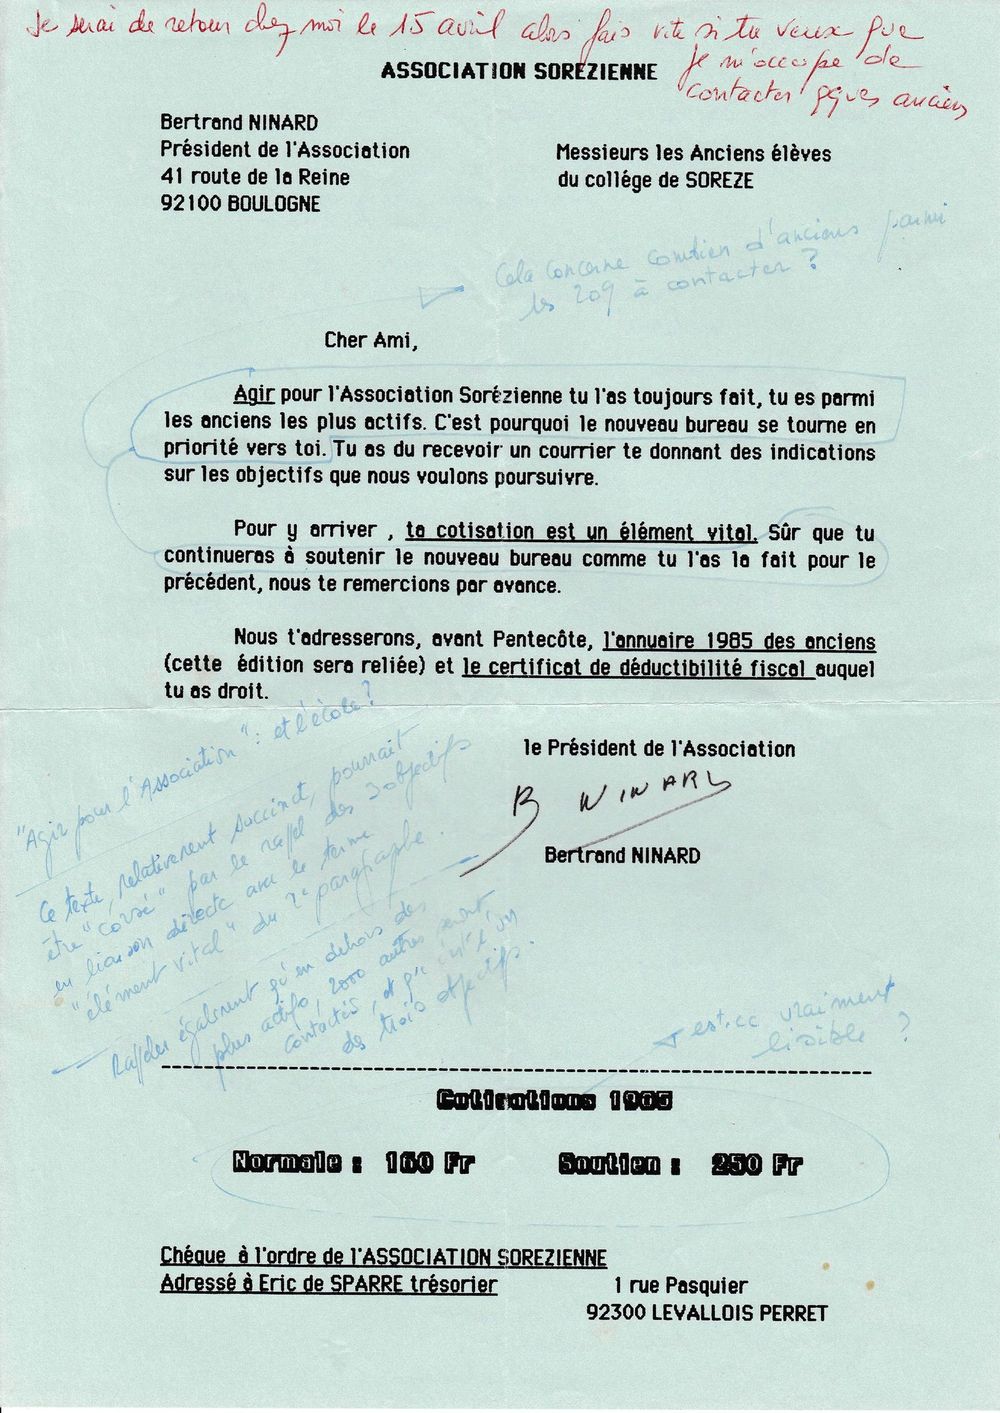 Je serai de retour chez moi le 15 avril alors fais vite si tu veux que
je m'occupe de
contacter qques anciens
ASSOCIATION SOREZIENNE
Bertrand NINARD
Président de l'Association
41 route de la Reine
92100 BOULOGNE
Messieurs les Anciens élèves
du collége de SOREZE
Cela concerne combien d'anciens parmi
les 209 à contacter ?
Cher Ami,
Agir pour l'Association Sorézienne tu l'as toujours fait, tu es parmi
les anciens les plus actifs. C'est pourquoi le nouveau bureau se tourne en
priorité vers toi. Tu as du recevoir un courrier te donnant des indications
sur les objectifs que nous voulons poursuivre.
Pour y arriver , ta cotisation est un élément vital. Sûr que tu
continueras à soutenir le nouveau bureau comme tu l'as la fait pour le
précédent, nous te remercions par avance.
Nous t'adresserons, avant Pentecôte, l'annuaire 1985 des anciens
(cette édition sera reliée) et le certificat de déductibilité fiscal auquel
tu as droit.
le Président de l'Association
B NINARD
Bertrand NINARD
"Agir pour l'Association" : et l'école ?
Ce texte, relativement succinct, pourrait
être "corsé" par le rappel des 3 objectifs
en liaison directe avec le terme
"élément vital" du 2e paragraphe.
Rappeler également qu'en dehors des
plus actifs, 2000 autres seront
contactés, et qu' c'est l'un
des trois objectifs.
est-ce vraiment
lisible ?
Cotisations 1985
Normale : 160 Fr
Soutien : 250 Fr
Chéque à l'ordre de l'ASSOCIATION SOREZIENNE
Adressé à Eric de SPARRE trésorier
1 rue Pasquier
92300 LEVALLOIS PERRET